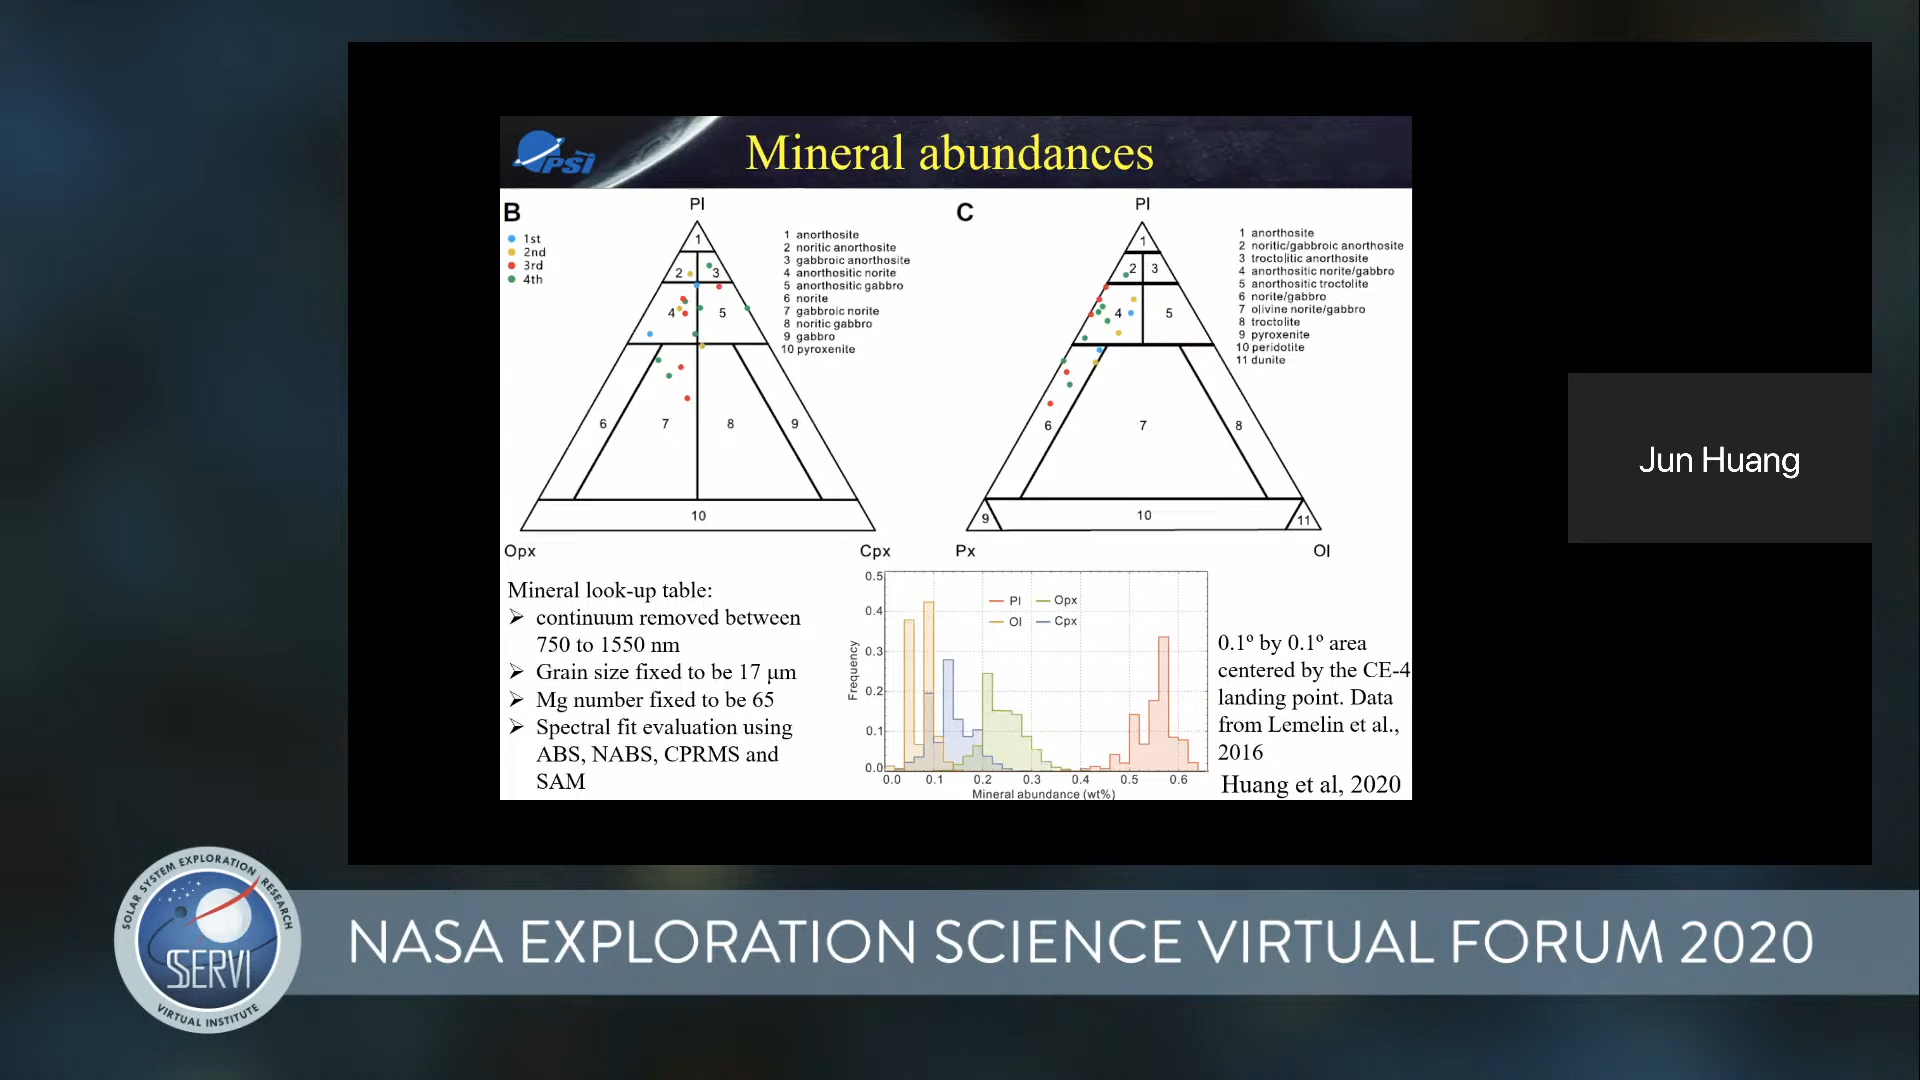 PSI
Mineral abundances
B
Pl
1st
2nd
3rd
4th
1
2
3
4
5
6
7
8
9
10
Opx
Cpx
1 anorthosite
2 noritic anorthosite
3 gabbroic anorthosite
4 anorthositic norite
5 anorthositic gabbro
6 norite
7 gabbroic norite
8 noritic gabbro
9 gabbro
10 pyroxenite
C
Pl
1
2
3
4
5
6
7
8
9
10
11
Px
Ol
1 anorthosite
2 noritic/gabbroic anorthosite
3 troctolitic anorthosite
4 anorthositic norite/gabbro
5 anorthositic troctolite
6 norite/gabbro
7 olivine norite/gabbro
8 troctolite
9 pyroxenite
10 peridotite
11 dunite
Mineral look-up table:
➢ continuum removed between
750 to 1550 nm
➢ Grain size fixed to be 17 μm
➢ Mg number fixed to be 65
➢ Spectral fit evaluation using
ABS, NABS, CPRMS and
SAM
Frequency
0.5
0.4
0.3
0.2
0.1
0.0
Pl
Opx
Ol
Cpx
0.0 0.1 0.2 0.3 0.4 0.5 0.6
Mineral abundance (wt%)
0.1º by 0.1º area
centered by the CE-4
landing point. Data
from Lemelin et al.,
2016
Huang et al, 2020
Jun Huang
SOLAR SYSTEM EXPLORATION RESEARCH
SSERVI
VIRTUAL INSTITUTE
NASA EXPLORATION SCIENCE VIRTUAL FORUM 2020